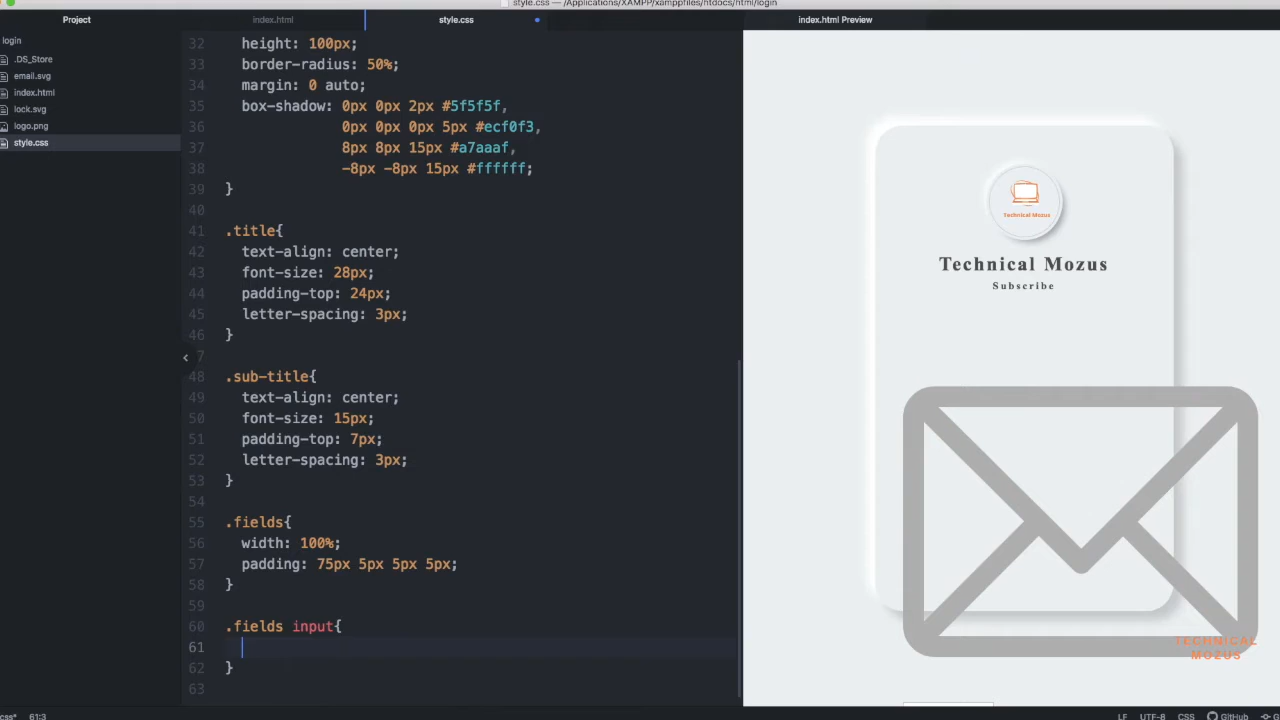 style.css — /Applications/XAMPP/xamppfiles/htdocs/html/login
Project
index.html
style.css
index.html Preview
login
.DS_Store
email.svg
index.html
lock.svg
logo.png
style.css
32 height: 100px;
33 border-radius: 50%;
34 margin: 0 auto;
35 box-shadow: 0px 0px 2px #5f5f5f,
36 0px 0px 0px 5px #ecf0f3,
37 8px 8px 15px #a7aaaf,
38 -8px -8px 15px #ffffff;
39 }
40
41 .title{
42 text-align: center;
43 font-size: 28px;
44 padding-top: 24px;
45 letter-spacing: 3px;
46 }
7
48 .sub-title{
49 text-align: center;
50 font-size: 15px;
51 padding-top: 7px;
52 letter-spacing: 3px;
53 }
54
55 .fields{
56 width: 100%;
57 padding: 75px 5px 5px 5px;
58 }
59
60 .fields input{
61
62 }
63
Technical Mozus
Technical Mozus
Subscribe
TECHNICAL
MOZUS
css* 61:3
LF UTF-8 CSS GitHub